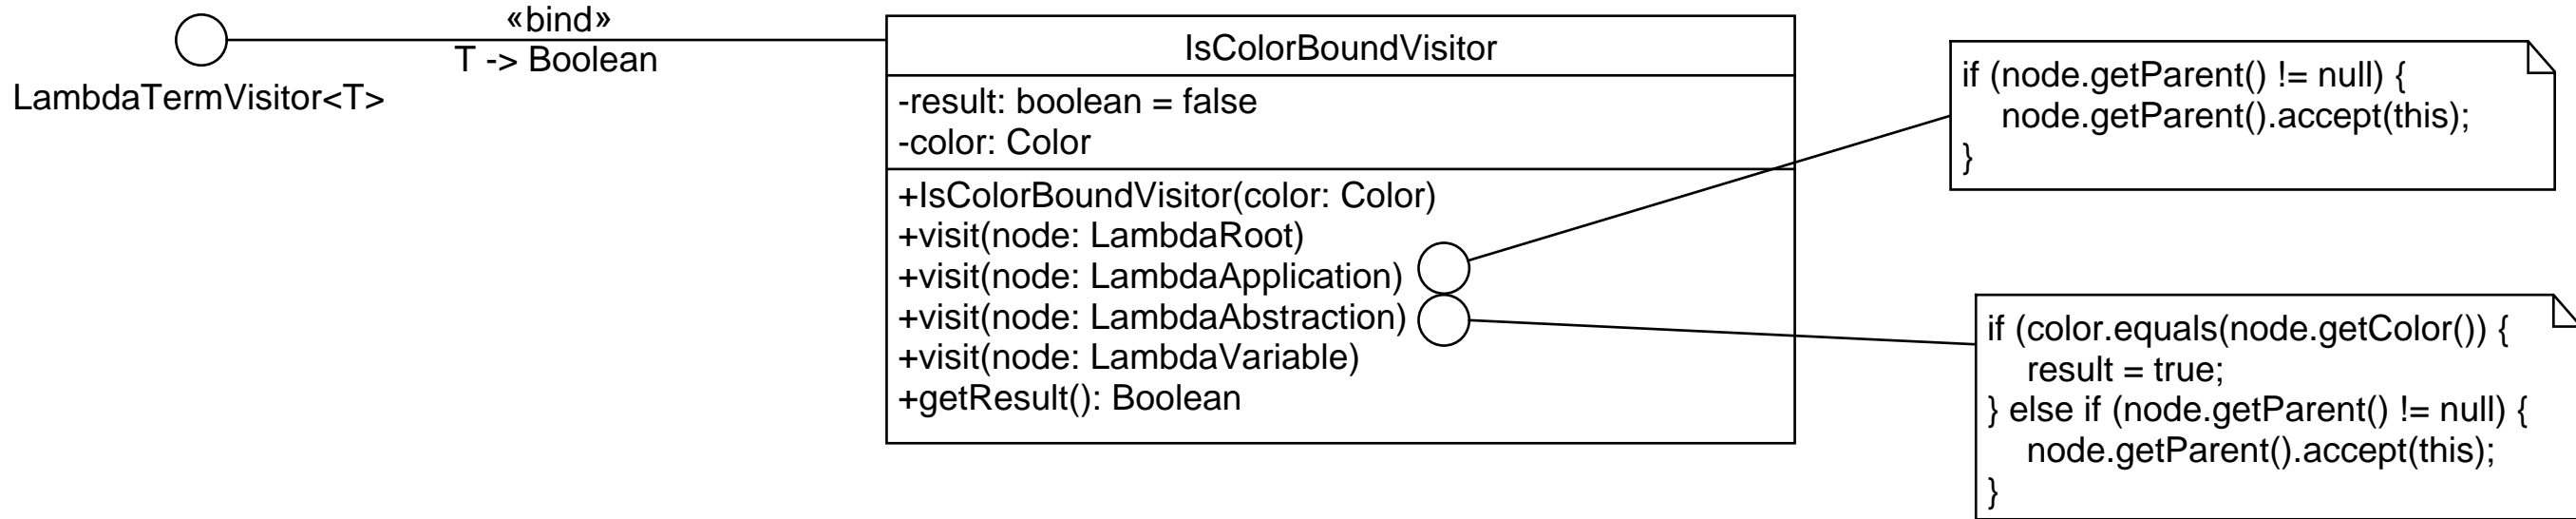 «bind»
T -> Boolean
LambdaTermVisitor<T>
IsColorBoundVisitor
-result: boolean = false
-color: Color
+IsColorBoundVisitor(color: Color)
+visit(node: LambdaRoot)
+visit(node: LambdaApplication)
+visit(node: LambdaAbstraction)
+visit(node: LambdaVariable)
+getResult(): Boolean
if (node.getParent() != null) {
node.getParent().accept(this);
}
if (color.equals(node.getColor()) {
result = true;
} else if (node.getParent() != null) {
node.getParent().accept(this);
}